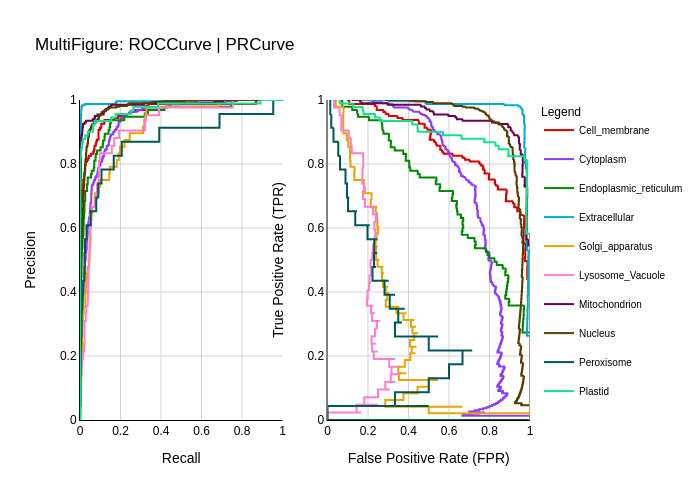 MultiFigure: ROCCurve | PRCurve
Precision
1
0.8
0.6
0.4
0.2
0
0 0.2 0.4 0.6 0.8 1
Recall
True Positive Rate (TPR)
1
0.8
0.6
0.4
0.2
0
0 0.2 0.4 0.6 0.8 1
False Positive Rate (FPR)
Legend
Cell_membrane
Cytoplasm
Endoplasmic_reticulum
Extracellular
Golgi_apparatus
Lysosome_Vacuole
Mitochondrion
Nucleus
Peroxisome
Plastid